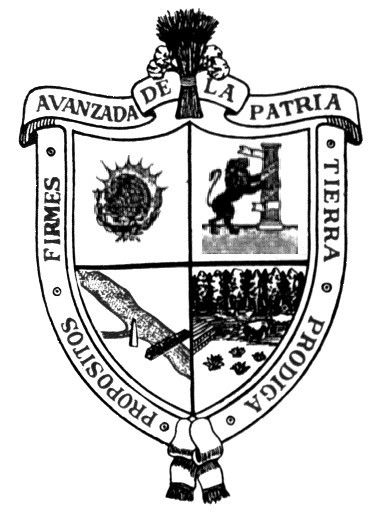 AVANZADA DE LA PATRIA
FIRMES PROPOSITOS
TIERRA PRODIGA